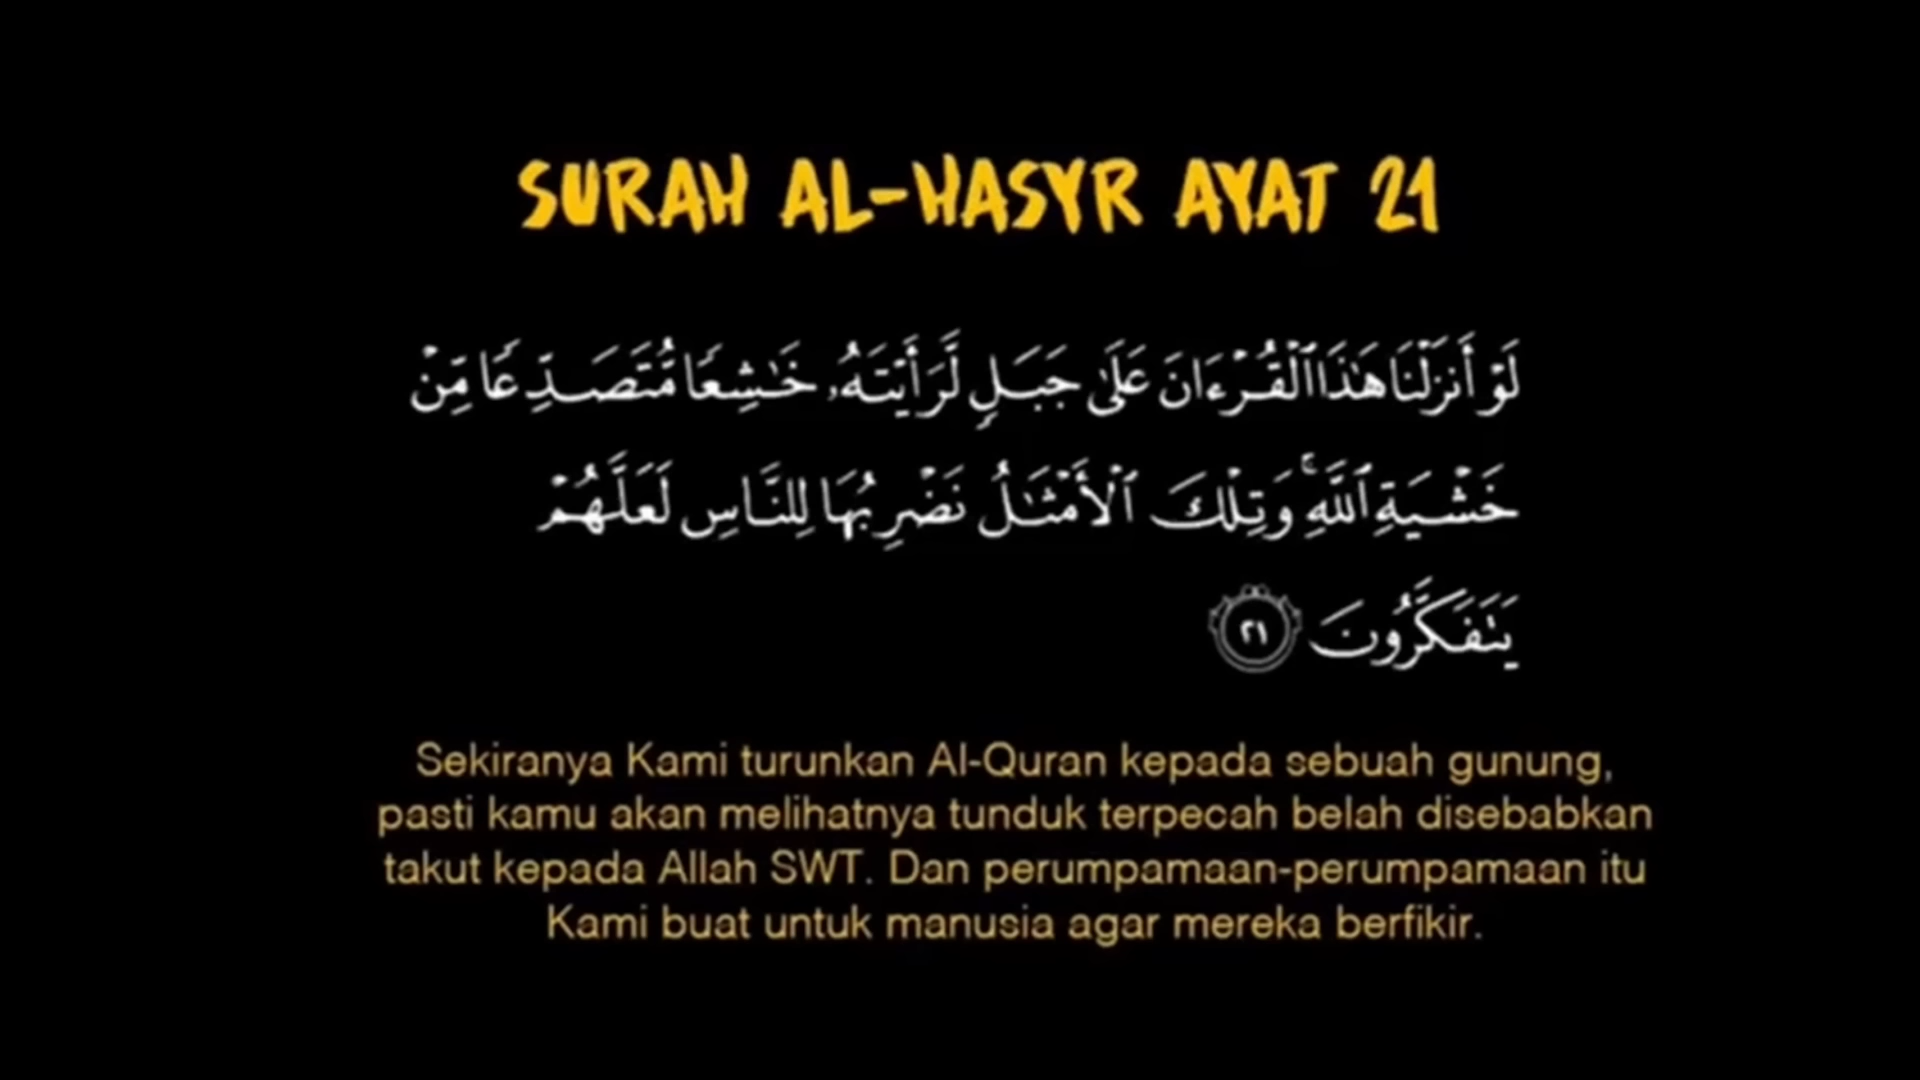 SURAH AL-HASYR AYAT 21
لَوْ أَنزَلْنَا هَٰذَا ٱلْقُرْءَانَ عَلَىٰ جَبَلٍ لَّرَأَيْتَهُۥ خَٰشِعًا مُّتَصَدِّعًا مِّنْ
خَشْيَةِ ٱللَّهِ ۚ وَتِلْكَ ٱلْأَمْثَٰلُ نَضْرِبُهَا لِلنَّاسِ لَعَلَّهُمْ
يَتَفَكَّرُونَ ٢١
Sekiranya Kami turunkan Al-Quran kepada sebuah gunung,
pasti kamu akan melihatnya tunduk terpecah belah disebabkan
takut kepada Allah SWT. Dan perumpamaan-perumpamaan itu
Kami buat untuk manusia agar mereka berfikir.